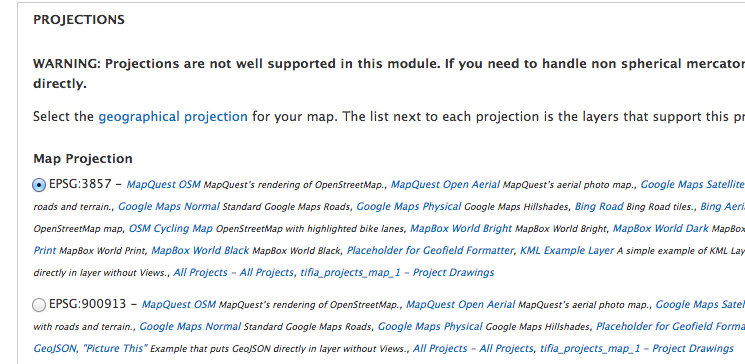 PROJECTIONS
WARNING: Projections are not well supported in this module. If you need to handle non spherical mercator
directly.
Select the geographical projection for your map. The list next to each projection is the layers that support this pr
Map Projection
EPSG:3857 – MapQuest OSM MapQuest's rendering of OpenStreetMap., MapQuest Open Aerial MapQuest's aerial photo map., Google Maps Satellite
roads and terrain., Google Maps Normal Standard Google Maps Roads, Google Maps Physical Google Maps Hillshades, Bing Road Bing Road tiles., Bing Aeri
OpenStreetMap map, OSM Cycling Map OpenStreetMap with highlighted bike lanes, MapBox World Bright MapBox World Bright, MapBox World Dark MapBox
Print MapBox World Print, MapBox World Black MapBox World Black, Placeholder for Geofield Formatter, KML Example Layer A simple example of KML Lay
directly in layer without Views., All Projects – All Projects, tifia_projects_map_1 – Project Drawings
EPSG:900913 – MapQuest OSM MapQuest's rendering of OpenStreetMap., MapQuest Open Aerial MapQuest's aerial photo map., Google Maps Satel
with roads and terrain., Google Maps Normal Standard Google Maps Roads, Google Maps Physical Google Maps Hillshades, Placeholder for Geofield Forma
GeoJSON, "Picture This" Example that puts GeoJSON directly in layer without Views., All Projects – All Projects, tifia_projects_map_1 – Project Drawings